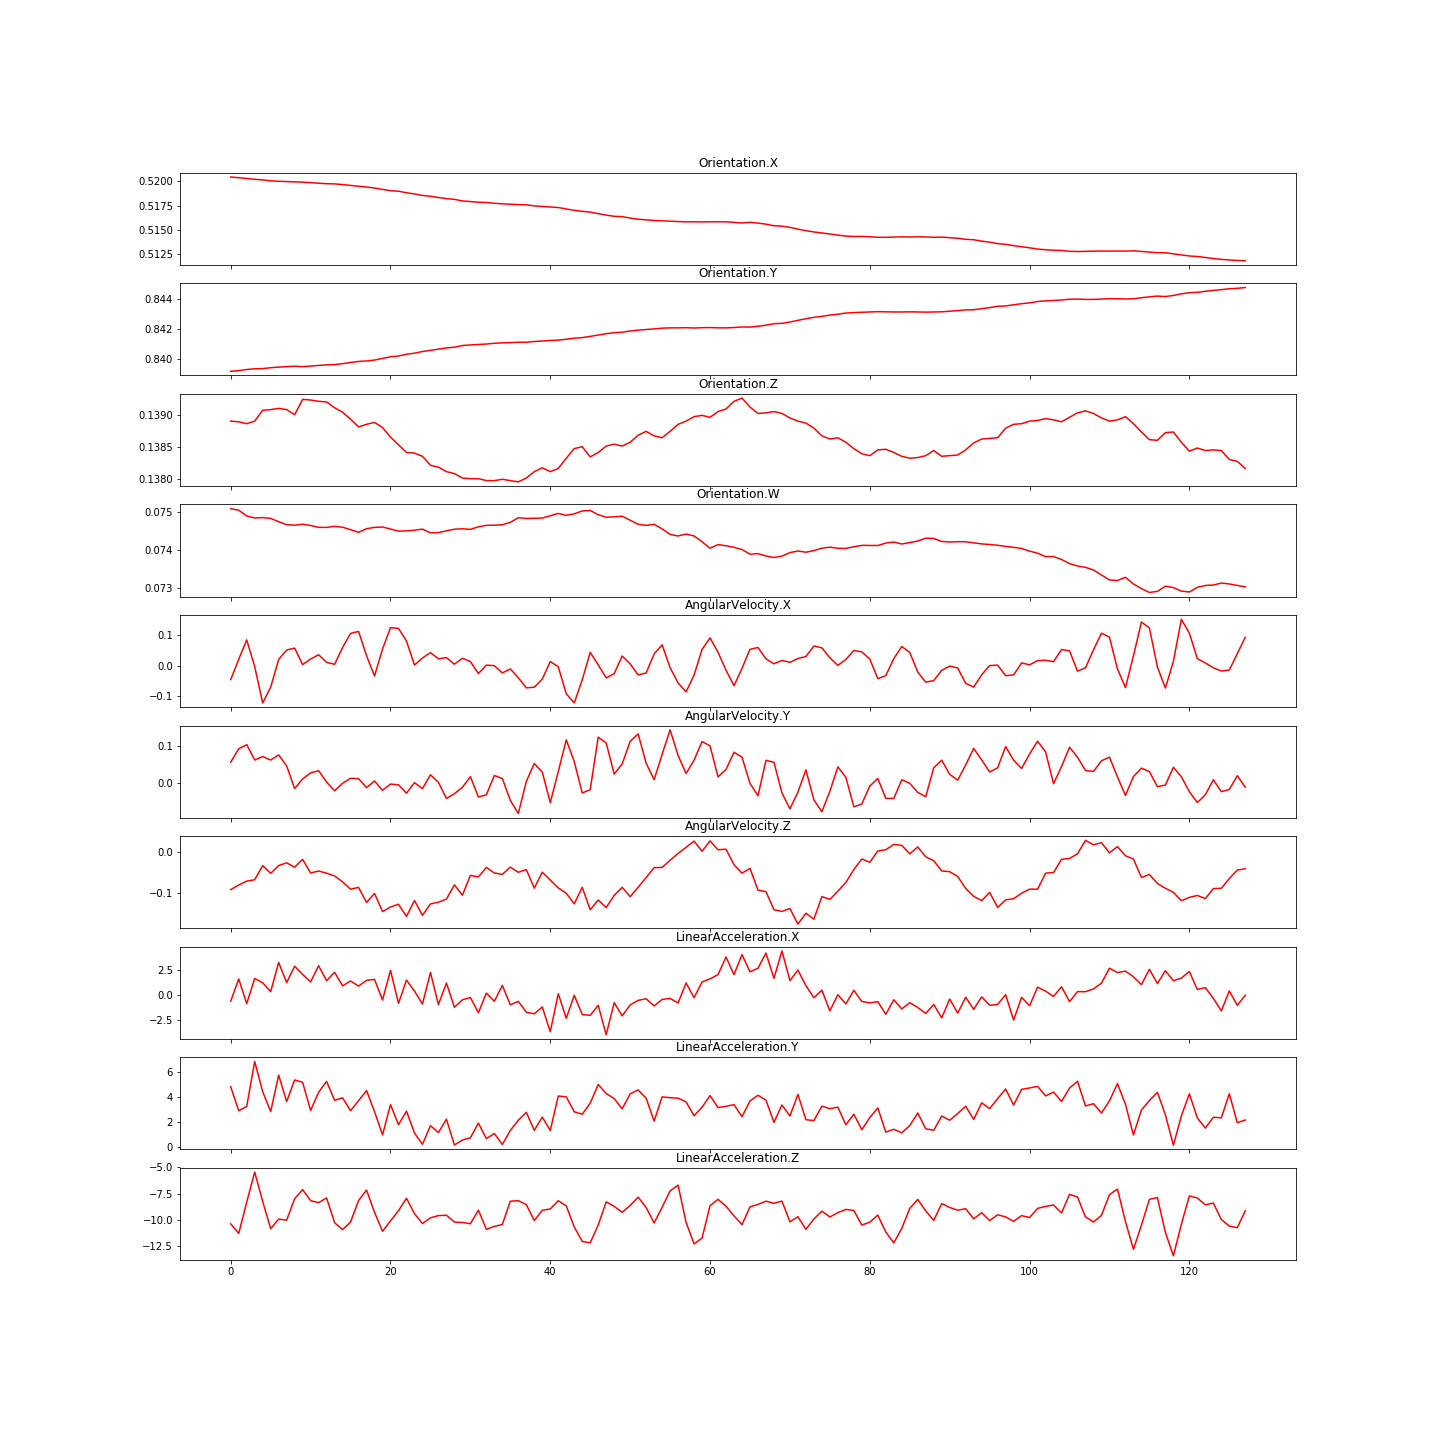 Orientation.X
0.5200
0.5175
0.5150
0.5125
Orientation.Y
0.844
0.842
0.840
Orientation.Z
0.1390
0.1385
0.1380
Orientation.W
0.075
0.074
0.073
AngularVelocity.X
0.1
0.0
−0.1
AngularVelocity.Y
0.1
0.0
AngularVelocity.Z
0.0
−0.1
LinearAcceleration.X
2.5
0.0
−2.5
LinearAcceleration.Y
6
4
2
0
LinearAcceleration.Z
−5.0
−7.5
−10.0
−12.5
0 20 40 60 80 100 120